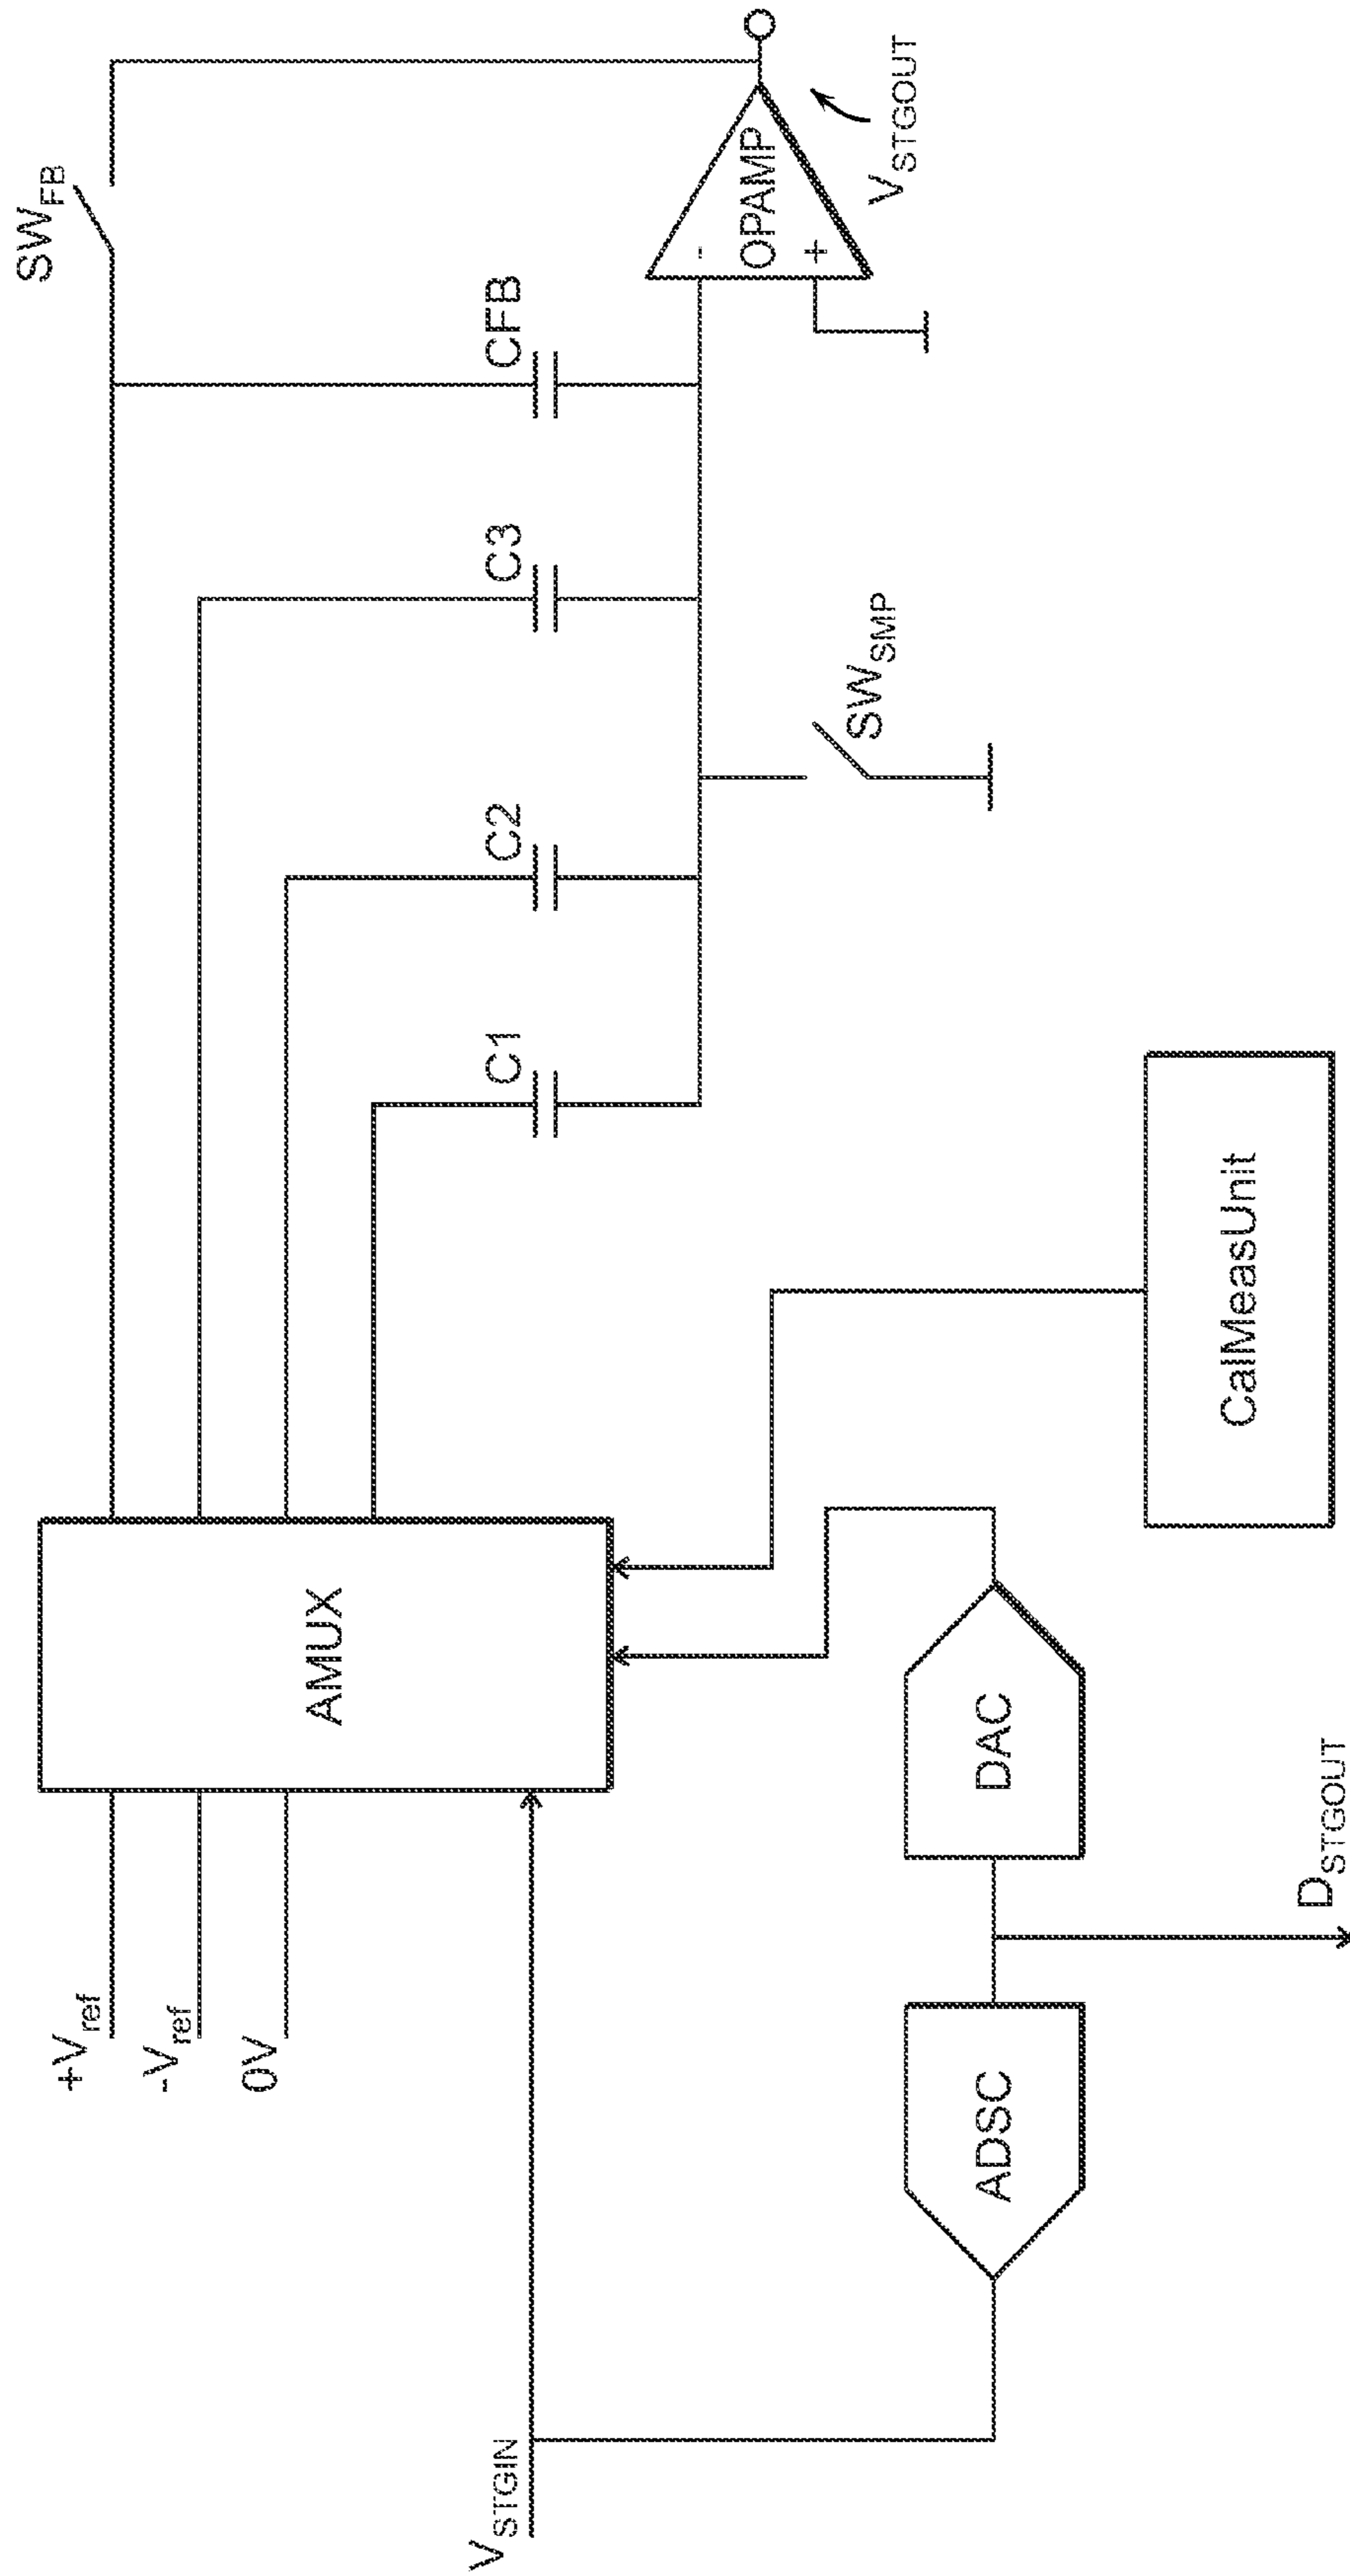 SW_FB
+V_ref
-V_ref
0V
AMUX
C1
C2
C3
CFB
V_STGIN
-
OPAMP
+
V_STGOUT
SW_SMP
ADSC
DAC
CalMeasUnit
D_STGOUT